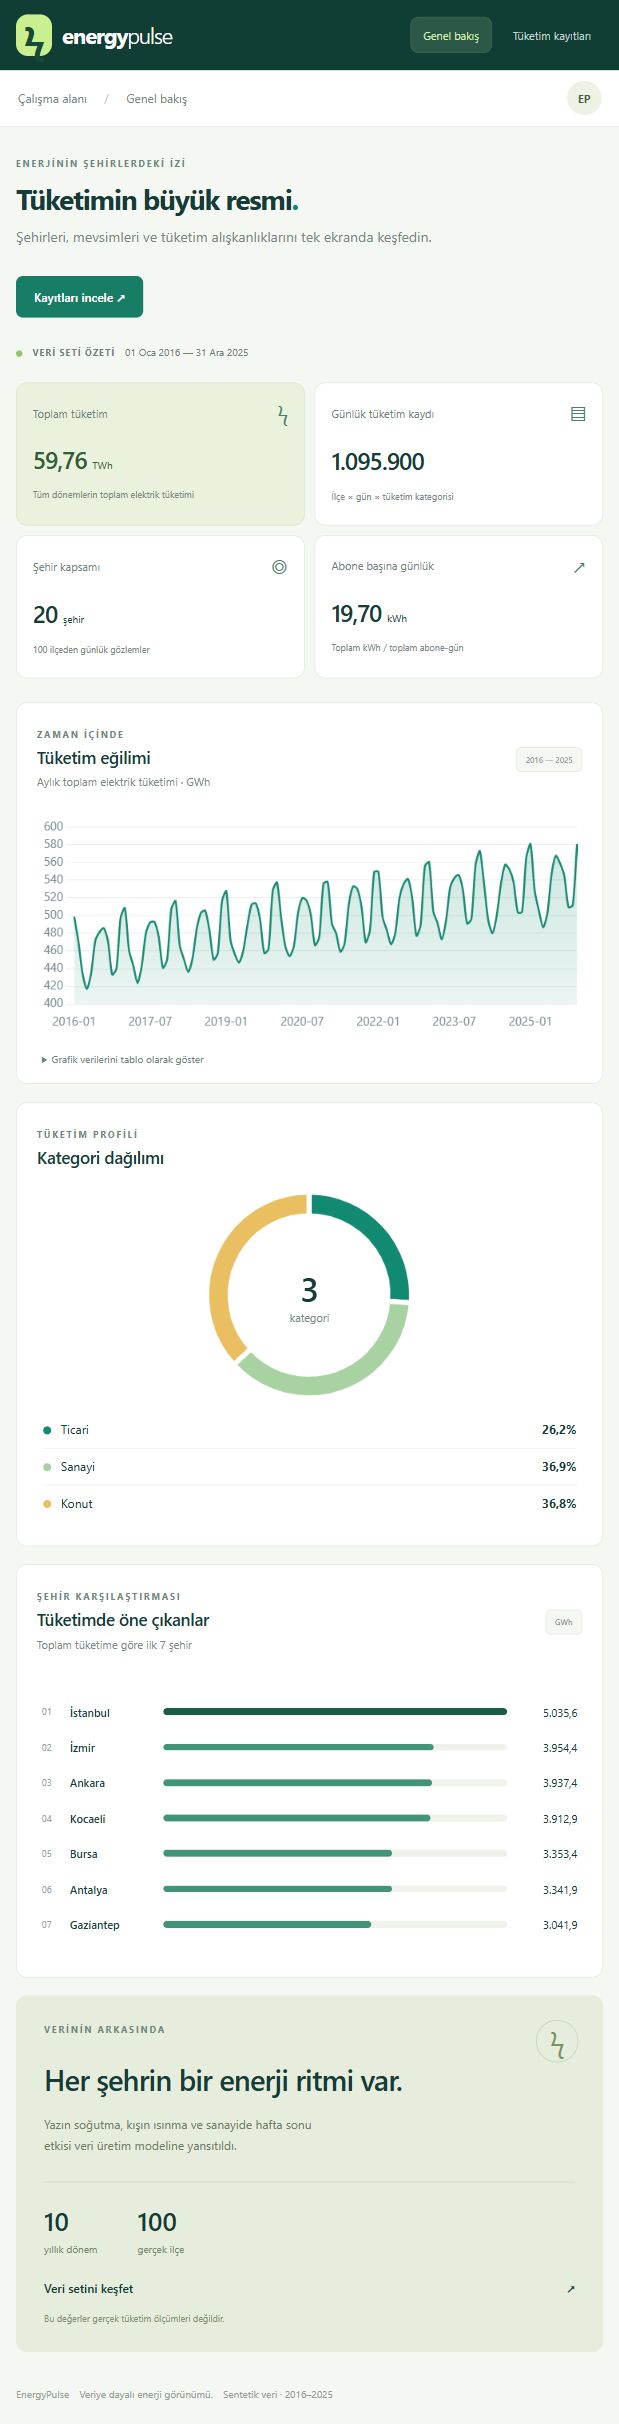 energypulse
Genel bakış
Tüketim kayıtları
Çalışma alanı / Genel bakış
EP
ENERJİNİN ŞEHİRLERDEKİ İZİ
Tüketimin büyük resmi.
Şehirleri, mevsimleri ve tüketim alışkanlıklarını tek ekranda keşfedin.
Kayıtları incele ↗
VERİ SETİ ÖZETİ 01 Oca 2016 — 31 Ara 2025
Toplam tüketim
59,76 TWh
Tüm dönemlerin toplam elektrik tüketimi
Günlük tüketim kaydı
1.095.900
İlçe × gün × tüketim kategorisi
Şehir kapsamı
20 şehir
100 ilçeden günlük gözlemler
Abone başına günlük
19,70 kWh
Toplam kWh / toplam abone-gün
ZAMAN İÇİNDE
Tüketim eğilimi
Aylık toplam elektrik tüketimi · GWh
2016 — 2025
600
580
560
540
520
500
480
460
440
420
400
2016-01 2017-07 2019-01 2020-07 2022-01 2023-07 2025-01
▶ Grafik verilerini tablo olarak göster
TÜKETİM PROFİLİ
Kategori dağılımı
3
kategori
Ticari 26,2%
Sanayi 36,9%
Konut 36,8%
ŞEHİR KARŞILAŞTIRMASI
Tüketimde öne çıkanlar
Toplam tüketime göre ilk 7 şehir
GWh
01 İstanbul 5.035,6
02 İzmir 3.954,4
03 Ankara 3.937,4
04 Kocaeli 3.912,9
05 Bursa 3.353,4
06 Antalya 3.341,9
07 Gaziantep 3.041,9
VERİNİN ARKASINDA
Her şehrin bir enerji ritmi var.
Yazın soğutma, kışın ısınma ve sanayide hafta sonu
etkisi veri üretim modeline yansıtıldı.
10
yıllık dönem
100
gerçek ilçe
Veri setini keşfet ↗
Bu değerler gerçek tüketim ölçümleri değildir.
EnergyPulse Veriye dayalı enerji görünümü. Sentetik veri · 2016–2025